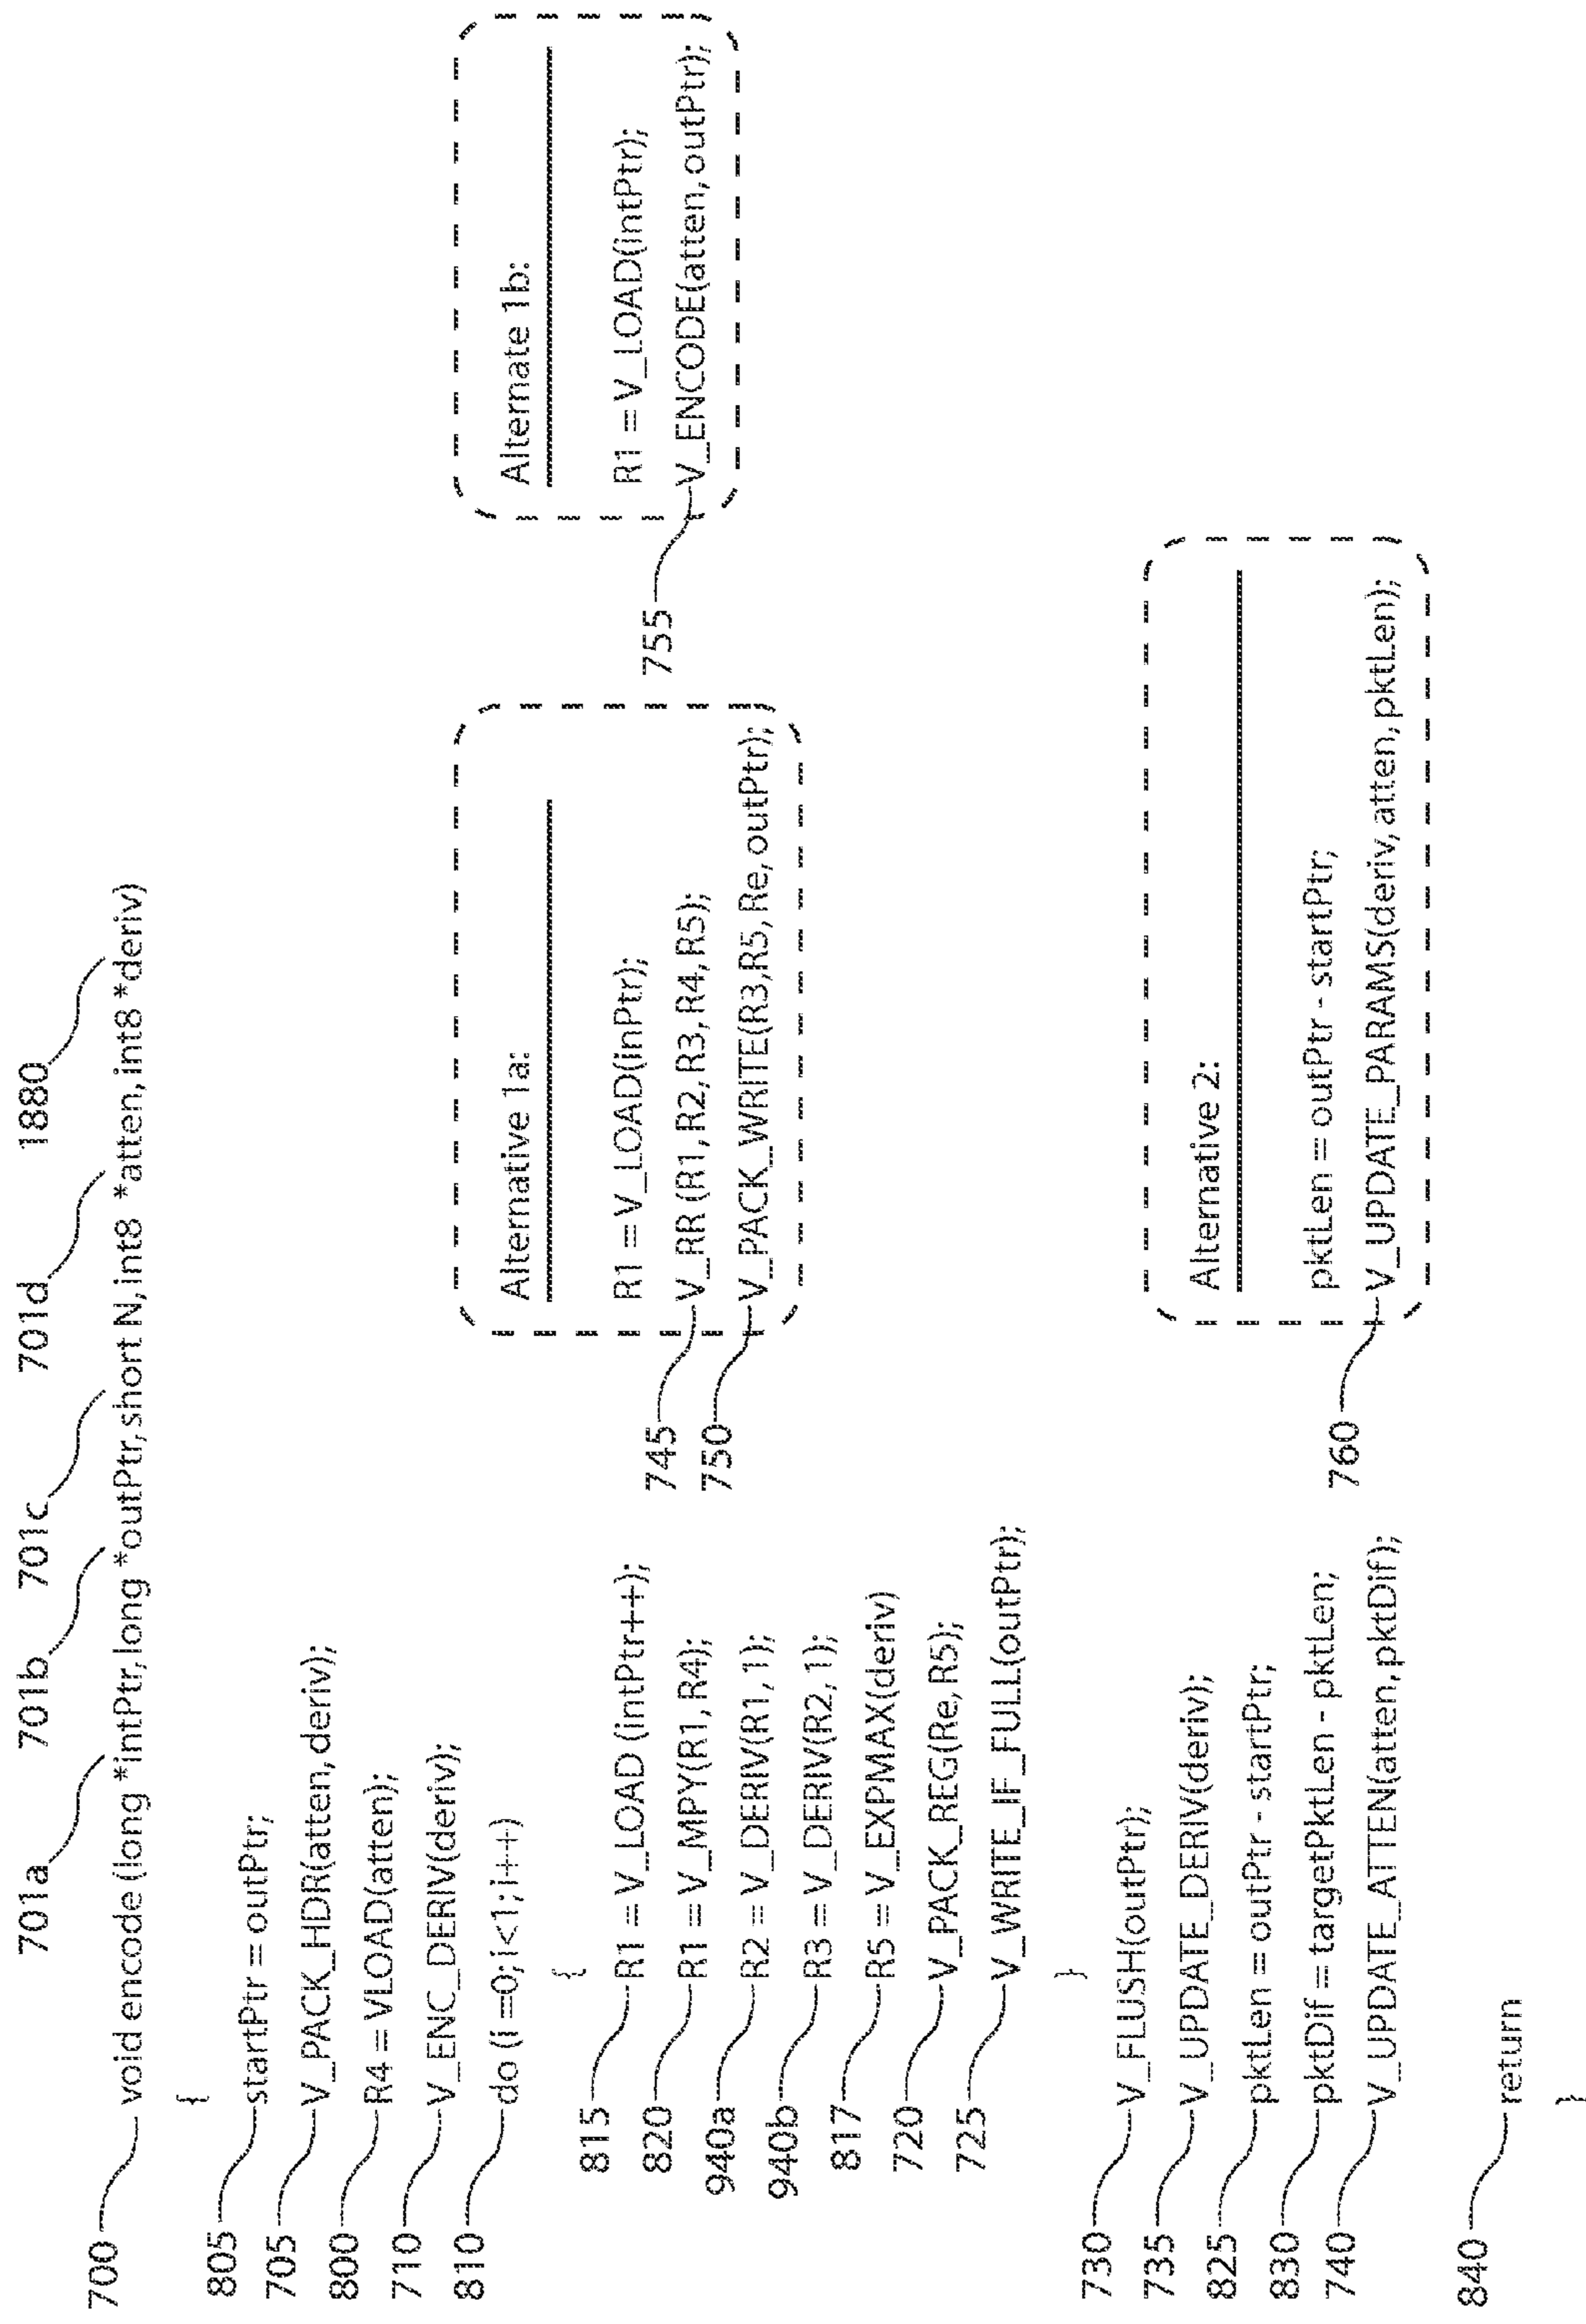 701a 701b 701c 701d 1880
700 void encode (long *intPtr, long *outPtr, short N, int8 *atten, int8 *deriv)
{
805 startPtr = outPtr;
705 V_PACK_HDR(atten, deriv);
800 R4 = VLOAD(atten);
710 V_ENC_DERIV(deriv);
810 do (i =0; i<1; i++)
{
815 R1 = V_LOAD (intPtr++);
820 R1 = V_MPY(R1, R4);
940a R2 = V_DERIV(R1, 1);
940b R3 = V_DERIV(R2, 1);
817 R5 = V_EXPMAX(deriv)
720 V_PACK_REG(Re, R5);
725 V_WRITE_IF_FULL(outPtr);
}
730 V_FLUSH(outPtr);
735 V_UPDATE_DERIV(deriv);
825 pktLen = outPtr - startPtr;
830 pktDif = targetPktLen - pktLen;
740 V_UPDATE_ATTEN(atten, pktDif);
840 return
}
Alternative 1a:
R1 = V_LOAD(inPtr);
745 V_RR (R1, R2, R3, R4, R5);
750 V_PACK_WRITE(R3, R5, Re, outPtr);
Alternate 1b:
R1 = V_LOAD(intPtr);
755 V_ENCODE(atten, outPtr);
Alternative 2:
pktLen = outPtr - startPtr;
760 V_UPDATE_PARAMS(deriv, atten, pktLen);